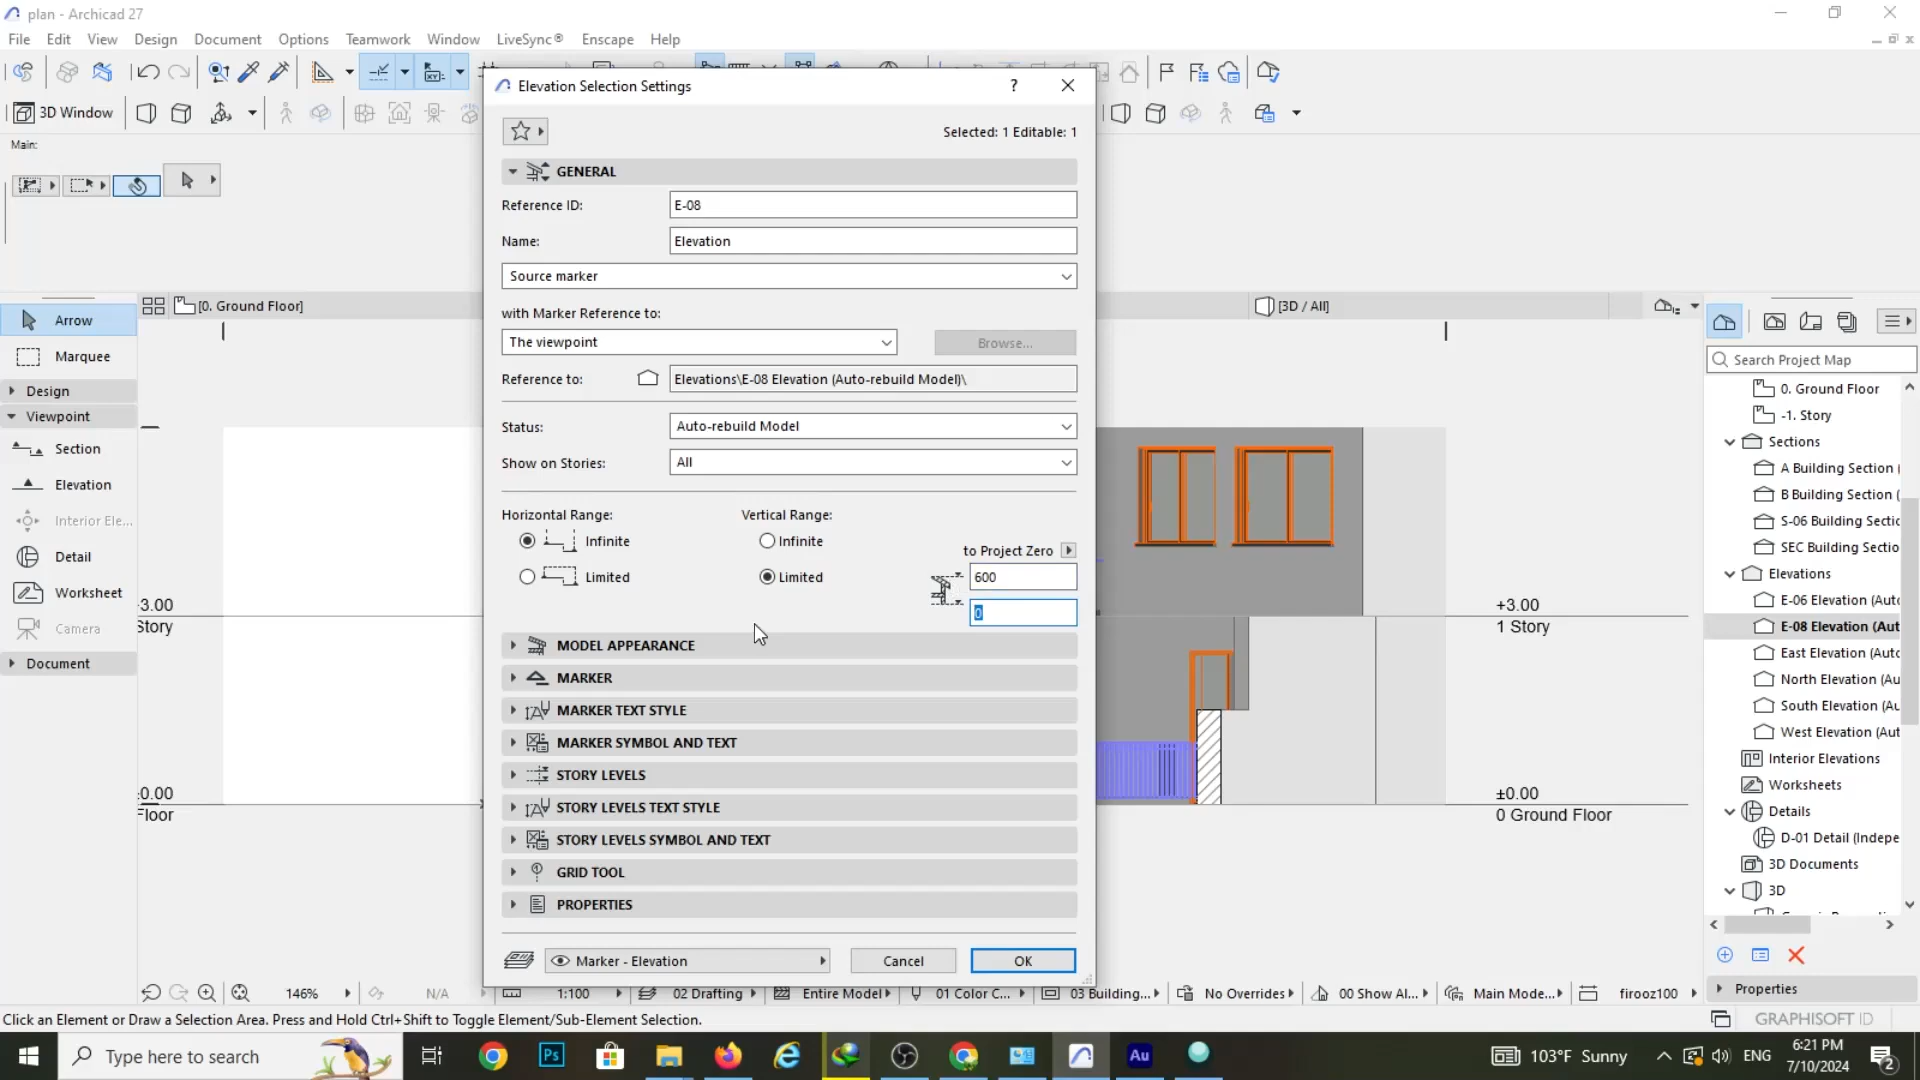 plan - Archicad 27
File Edit View Design Document Options Teamwork Window LiveSync® Enscape Help
3D Window
Main:
[0. Ground Floor]
[3D / All]
Arrow
Marquee
Design
Viewpoint
Section
Elevation
Interior Ele...
Detail
Worksheet
Camera
Document
Elevation Selection Settings
?
Selected: 1 Editable: 1
GENERAL
Reference ID: E-08
Name: Elevation
Source marker
with Marker Reference to:
The viewpoint
Browse...
Reference to: Elevations\E-08 Elevation (Auto-rebuild Model)\
Status: Auto-rebuild Model
Show on Stories: All
Horizontal Range: Vertical Range:
Infinite Infinite
to Project Zero
Limited Limited 600
0
MODEL APPEARANCE
MARKER
MARKER TEXT STYLE
MARKER SYMBOL AND TEXT
STORY LEVELS
STORY LEVELS TEXT STYLE
STORY LEVELS SYMBOL AND TEXT
GRID TOOL
PROPERTIES
Marker - Elevation Cancel OK
-3.00
Story
±0.00
Floor
+3.00
1 Story
±0.00
0 Ground Floor
Search Project Map
0. Ground Floor
-1. Story
Sections
A Building Section (
B Building Section (
S-06 Building Sectic
SEC Building Sectio
Elevations
E-06 Elevation (Autc
E-08 Elevation (Aut
East Elevation (Autc
North Elevation (Au
South Elevation (Au
West Elevation (Aut
Interior Elevations
Worksheets
Details
D-01 Detail (Indepe
3D Documents
3D
Properties
146% N/A 1:100 02 Drafting Entire Model 01 Color C... 03 Building... No Overrides 00 Show Al... Main Mode... firooz100
Click an Element or Draw a Selection Area. Press and Hold Ctrl+Shift to Toggle Element/Sub-Element Selection.
GRAPHISOFT ID
Type here to search
Ps
Au
103°F Sunny
ENG
6:21 PM
7/10/2024
2